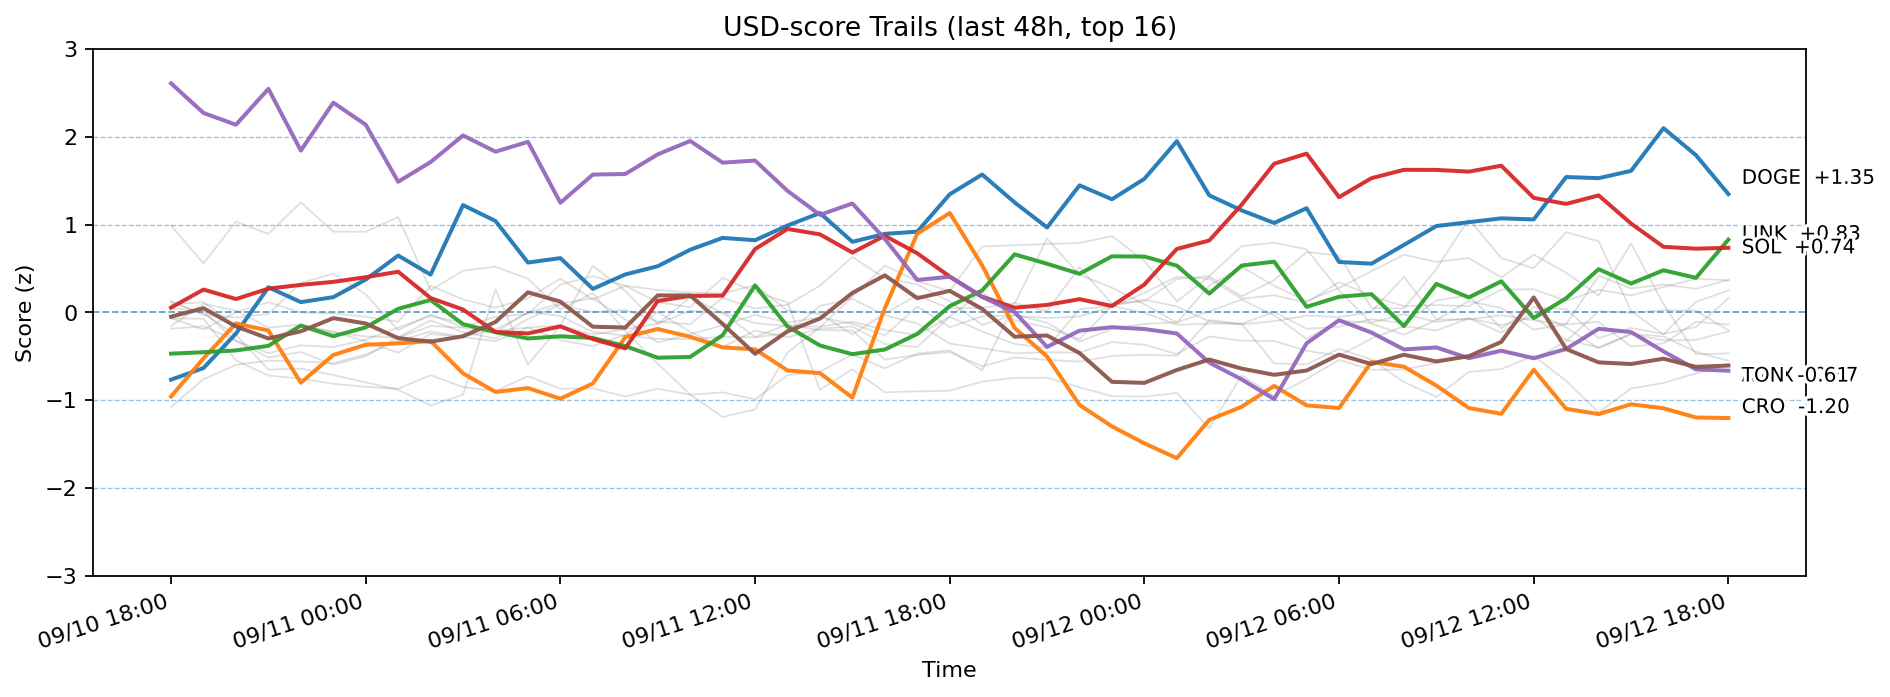 USD-score Trails (last 48h, top 16)
Score (z)
3
2
1
0
−1
−2
−3
DOGE +1.35
LINK +0.83
SOL +0.74
CRO -1.20
09/10 18:00
09/11 00:00
09/11 06:00
09/11 12:00
09/11 18:00
09/12 00:00
09/12 06:00
09/12 12:00
09/12 18:00
Time